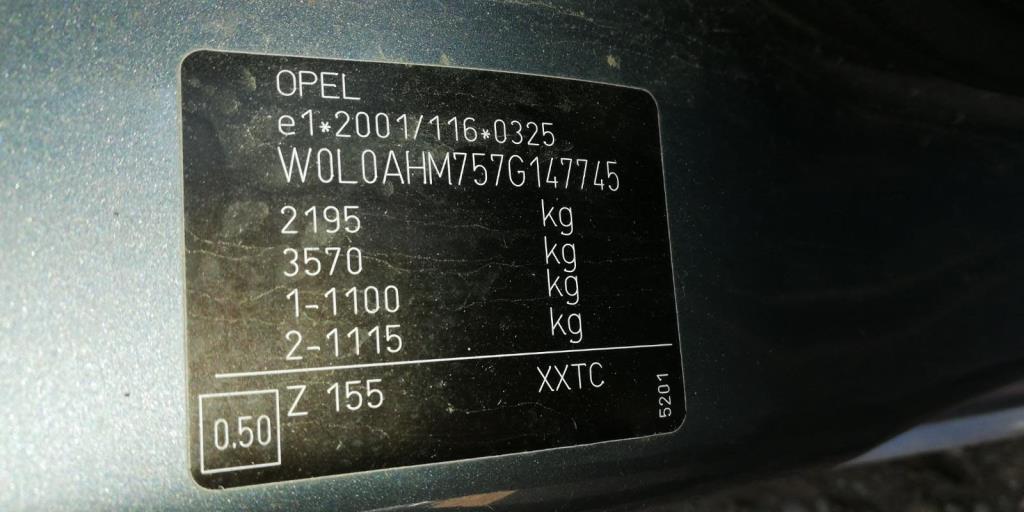 OPEL
e1*2001/116*0325
W0L0AHM757G147745
2195 kg
3570 kg
1-1100 kg
2-1115 kg
Z 155 XXTC
0.50
5201